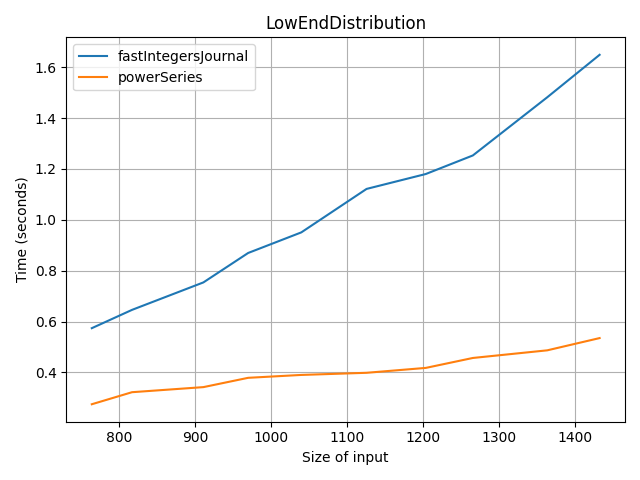 LowEndDistribution
fastIntegersJournal
powerSeries
Time (seconds)
1.6
1.4
1.2
1.0
0.8
0.6
0.4
800 900 1000 1100 1200 1300 1400
Size of input